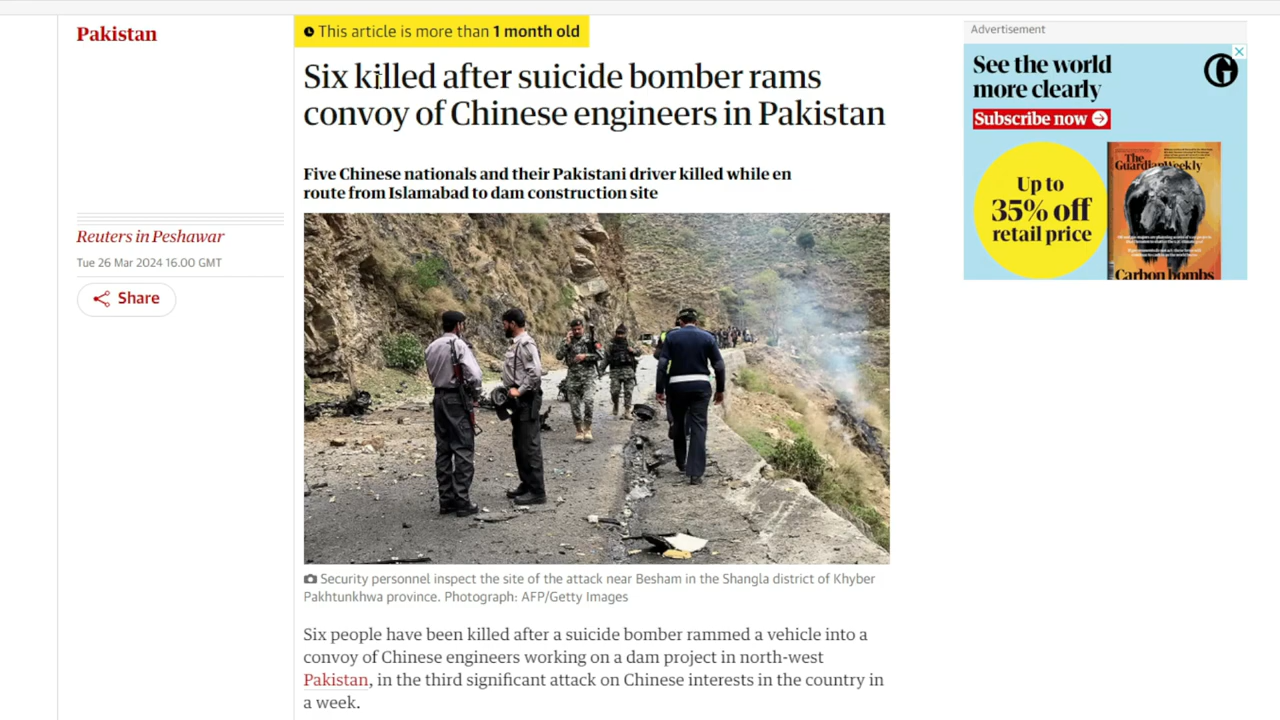 Pakistan
This article is more than 1 month old
Six killed after suicide bomber rams
convoy of Chinese engineers in Pakistan
Five Chinese nationals and their Pakistani driver killed while en
route from Islamabad to dam construction site
Reuters in Peshawar
Tue 26 Mar 2024 16.00 GMT
Share
Security personnel inspect the site of the attack near Besham in the Shangla district of Khyber
Pakhtunkhwa province. Photograph: AFP/Getty Images
Six people have been killed after a suicide bomber rammed a vehicle into a
convoy of Chinese engineers working on a dam project in north-west
Pakistan, in the third significant attack on Chinese interests in the country in
a week.
Advertisement
See the world
more clearly
Subscribe now
Up to
35% off
retail price
The
Guardian Weekly
Carbon bombs